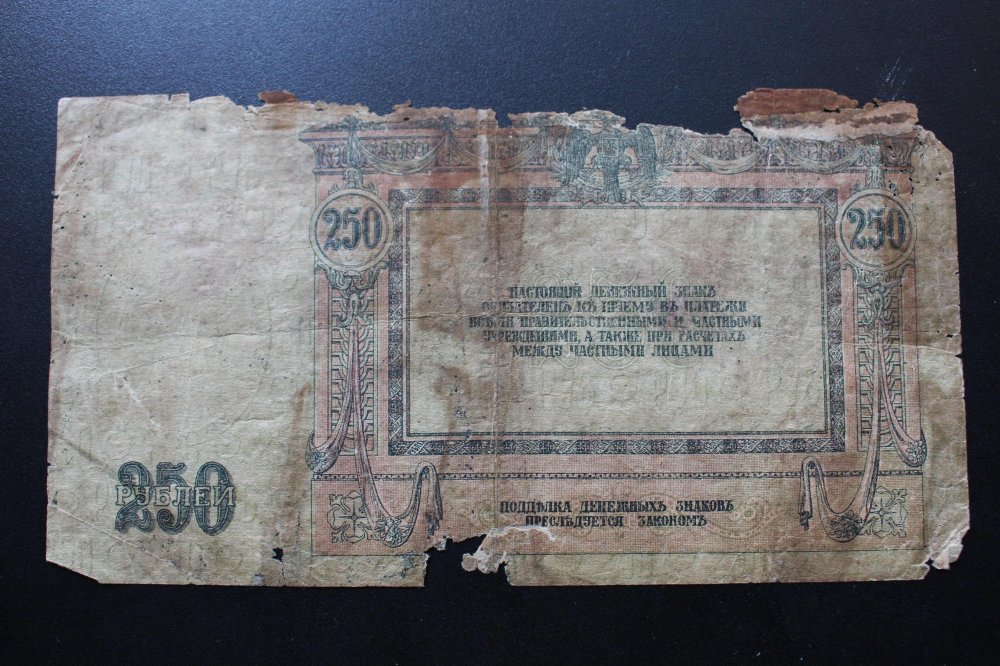 250
250
НАСТОЯЩІЙ ДЕНЕЖНЫЙ ЗНАКЪ
ОБЯЗАТЕЛЕНЪ КЪ ПРІЕМУ ВЪ ПЛАТЕЖИ
ПРАВИТЕЛЬСТВЕННЫМИ И ЧАСТНЫМИ
УЧРЕЖДЕНІЯМИ, А ТАКЖЕ ПРИ РАСЧЕТАХЪ
МЕЖДУ ЧАСТНЫМИ ЛИЦАМИ
250
РУБЛЕЙ
ПОДДѢЛКА ДЕНЕЖНЫХЪ ЗНАКОВЪ
ПРЕСЛѢДУЕТСЯ ЗАКОНОМЪ